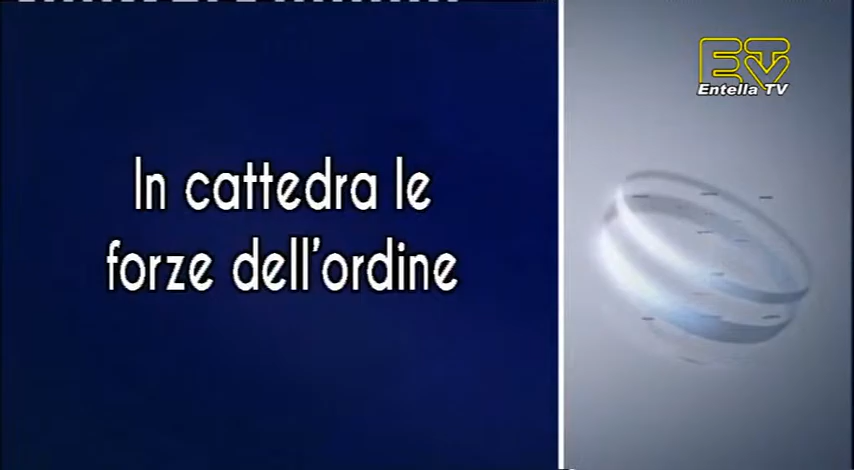 In cattedra le
forze dell'ordine
ETV
Entella TV